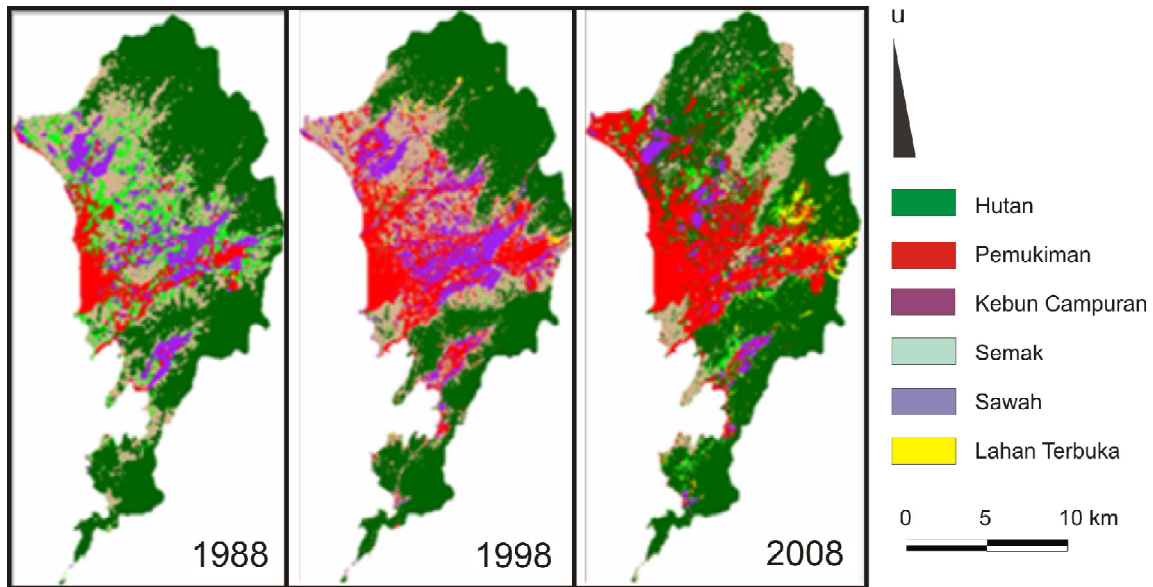 1988
1998
2008
u
Hutan
Pemukiman
Kebun Campuran
Semak
Sawah
Lahan Terbuka
0 5 10 km